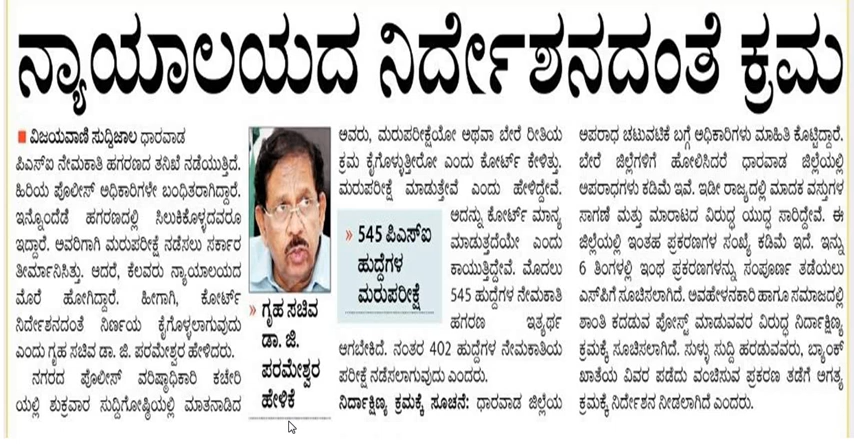 ನ್ಯಾಯಾಲಯದ ನಿರ್ದೇಶನದಂತೆ ಕ್ರಮ
■ ವಿಜಯವಾಣಿ ಸುದ್ದಿಜಾಲ ಧಾರವಾಡ
ಪಿಎಸ್‌ಐ ನೇಮಕಾತಿ ಹಗರಣದ ತನಿಖೆ ನಡೆಯುತ್ತಿದೆ.
ಹಿರಿಯ ಪೊಲೀಸ್ ಅಧಿಕಾರಿಗಳೇ ಬಂಧಿತರಾಗಿದ್ದಾರೆ.
ಇನ್ನೊಂದೆಡೆ ಹಗರಣದಲ್ಲಿ ಸಿಲುಕಿಕೊಳ್ಳದವರೂ
ಇದ್ದಾರೆ. ಅವರಿಗಾಗಿ ಮರುಪರೀಕ್ಷೆ ನಡೆಸಲು ಸರ್ಕಾರ
ತೀರ್ಮಾನಿಸಿತ್ತು. ಆದರೆ, ಕೆಲವರು ನ್ಯಾಯಾಲಯದ
ಮೊರೆ ಹೋಗಿದ್ದಾರೆ. ಹೀಗಾಗಿ, ಕೋರ್ಟ್
ನಿರ್ದೇಶನದಂತೆ ನಿರ್ಣಯ ಕೈಗೊಳ್ಳಲಾಗುವುದು
ಎಂದು ಗೃಹ ಸಚಿವ ಡಾ. ಜಿ. ಪರಮೇಶ್ವರ ಹೇಳಿದರು.
ನಗರದ ಪೊಲೀಸ್ ವರಿಷ್ಠಾಧಿಕಾರಿ ಕಚೇರಿ
ಯಲ್ಲಿ ಶುಕ್ರವಾರ ಸುದ್ದಿಗೋಷ್ಠಿಯಲ್ಲಿ ಮಾತನಾಡಿದ
» ಗೃಹ ಸಚಿವ
ಡಾ. ಜಿ.
ಪರಮೇಶ್ವರ
ಹೇಳಿಕೆ
ಅವರು, ಮರುಪರೀಕ್ಷೆಯೋ ಅಥವಾ ಬೇರೆ ರೀತಿಯ
ಕ್ರಮ ಕೈಗೊಳ್ಳುತ್ತೀರೋ ಎಂದು ಕೋರ್ಟ್ ಕೇಳಿತ್ತು.
ಮರುಪರೀಕ್ಷೆ ಮಾಡುತ್ತೇವೆ ಎಂದು ಹೇಳಿದ್ದೇವೆ.
ಅದನ್ನು ಕೋರ್ಟ್ ಮಾನ್ಯ
ಮಾಡುತ್ತದೆಯೇ ಎಂದು
ಕಾಯುತ್ತಿದ್ದೇವೆ. ಮೊದಲು
545 ಹುದ್ದೆಗಳ ನೇಮಕಾತಿ
ಹಗರಣ ಇತ್ಯರ್ಥ
ಆಗಬೇಕಿದೆ. ನಂತರ 402 ಹುದ್ದೆಗಳ ನೇಮಕಾತಿಯ
ಪರೀಕ್ಷೆ ನಡೆಸಲಾಗುವುದು ಎಂದರು.
ನಿರ್ದಾಕ್ಷಿಣ್ಯ ಕ್ರಮಕ್ಕೆ ಸೂಚನೆ: ಧಾರವಾಡ ಜಿಲ್ಲೆಯ
» 545 ಪಿಎಸ್‌ಐ
ಹುದ್ದೆಗಳ
ಮರುಪರೀಕ್ಷೆ
ಅಪರಾಧ ಚಟುವಟಿಕೆ ಬಗ್ಗೆ ಅಧಿಕಾರಿಗಳು ಮಾಹಿತಿ ಕೊಟ್ಟಿದ್ದಾರೆ.
ಬೇರೆ ಜಿಲ್ಲೆಗಳಿಗೆ ಹೋಲಿಸಿದರೆ ಧಾರವಾಡ ಜಿಲ್ಲೆಯಲ್ಲಿ
ಅಪರಾಧಗಳು ಕಡಿಮೆ ಇವೆ. ಇಡೀ ರಾಜ್ಯದಲ್ಲಿ ಮಾದಕ ವಸ್ತುಗಳ
ಸಾಗಣೆ ಮತ್ತು ಮಾರಾಟದ ವಿರುದ್ಧ ಯುದ್ಧ ಸಾರಿದ್ದೇವೆ. ಈ
ಜಿಲ್ಲೆಯಲ್ಲಿ ಇಂತಹ ಪ್ರಕರಣಗಳ ಸಂಖ್ಯೆ ಕಡಿಮೆ ಇದೆ. ಇನ್ನು
6 ತಿಂಗಳಲ್ಲಿ ಇಂಥ ಪ್ರಕರಣಗಳನ್ನು ಸಂಪೂರ್ಣ ತಡೆಯಲು
ಎಸ್‌ಪಿಗೆ ಸೂಚಿಸಲಾಗಿದೆ. ಅವಹೇಳನಕಾರಿ ಹಾಗೂ ಸಮಾಜದಲ್ಲಿ
ಶಾಂತಿ ಕದಡುವ ಪೋಸ್ಟ್ ಮಾಡುವವರ ವಿರುದ್ಧ ನಿರ್ದಾಕ್ಷಿಣ್ಯ
ಕ್ರಮಕ್ಕೆ ಸೂಚಿಸಲಾಗಿದೆ. ಸುಳ್ಳು ಸುದ್ದಿ ಹರಡುವವರು, ಬ್ಯಾಂಕ್
ಖಾತೆಯ ವಿವರ ಪಡೆದು ವಂಚಿಸುವ ಪ್ರಕರಣ ತಡೆಗೆ ಅಗತ್ಯ
ಕ್ರಮಕ್ಕೆ ನಿರ್ದೇಶನ ನೀಡಲಾಗಿದೆ ಎಂದರು.